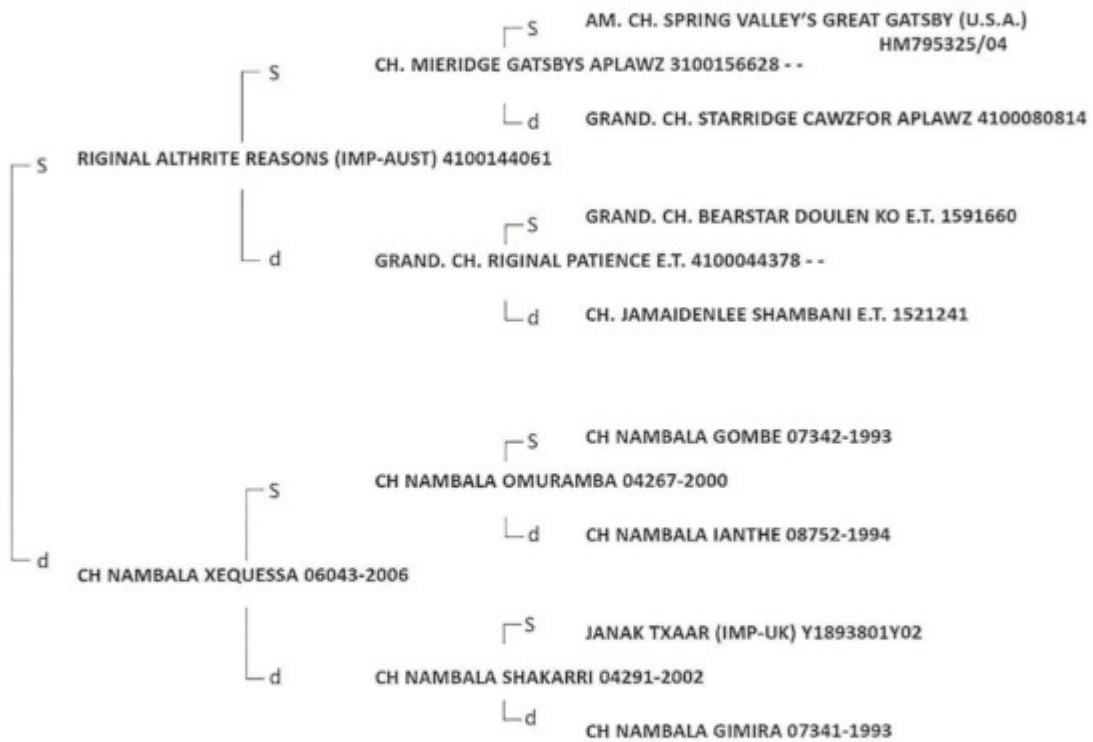 S AM. CH. SPRING VALLEY'S GREAT GATSBY (U.S.A.)
HM795325/04
S CH. MIERIDGE GATSBYS APLAWZ 3100156628 - -
d GRAND. CH. STARRIDGE CAWZFOR APLAWZ 4100080814
S RIGINAL ALTHRITE REASONS (IMP-AUST) 4100144061
S GRAND. CH. BEARSTAR DOULEN KO E.T. 1591660
d GRAND. CH. RIGINAL PATIENCE E.T. 4100044378 - -
d CH. JAMAIDENLEE SHAMBANI E.T. 1521241
S CH NAMBALA GOMBE 07342-1993
S CH NAMBALA OMURAMBA 04267-2000
d CH NAMBALA IANTHE 08752-1994
d CH NAMBALA XEQUESSA 06043-2006
S JANAK TXAAR (IMP-UK) Y1893801Y02
d CH NAMBALA SHAKARRI 04291-2002
d CH NAMBALA GIMIRA 07341-1993